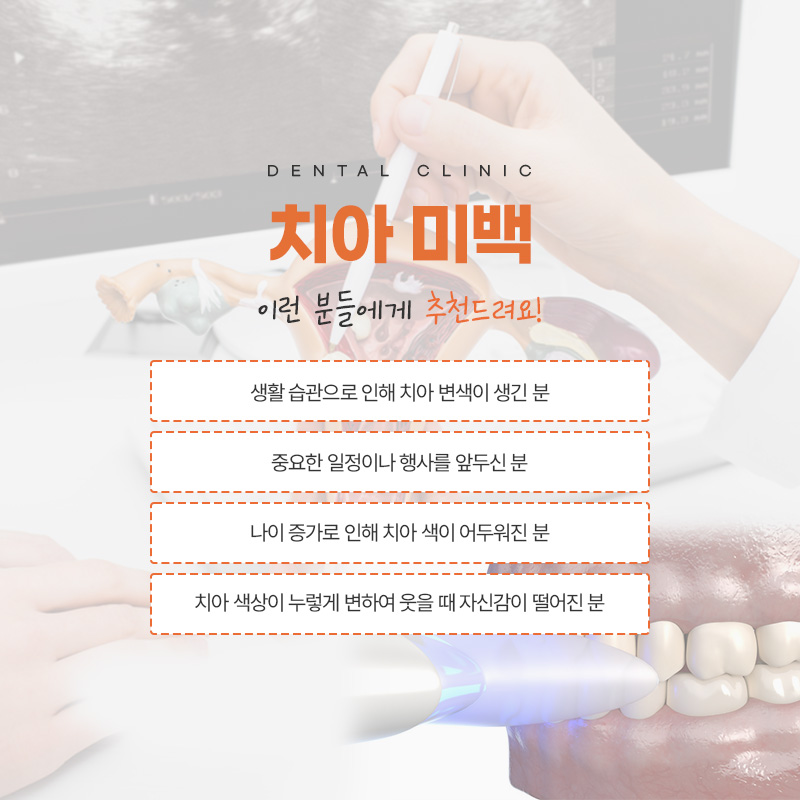 DENTAL CLINIC
치아 미백
이런 분들에게 추천드려요!
생활 습관으로 인해 치아 변색이 생긴 분
중요한 일정이나 행사를 앞두신 분
나이 증가로 인해 치아 색이 어두워진 분
치아 색상이 누렇게 변하여 웃을 때 자신감이 떨어진 분